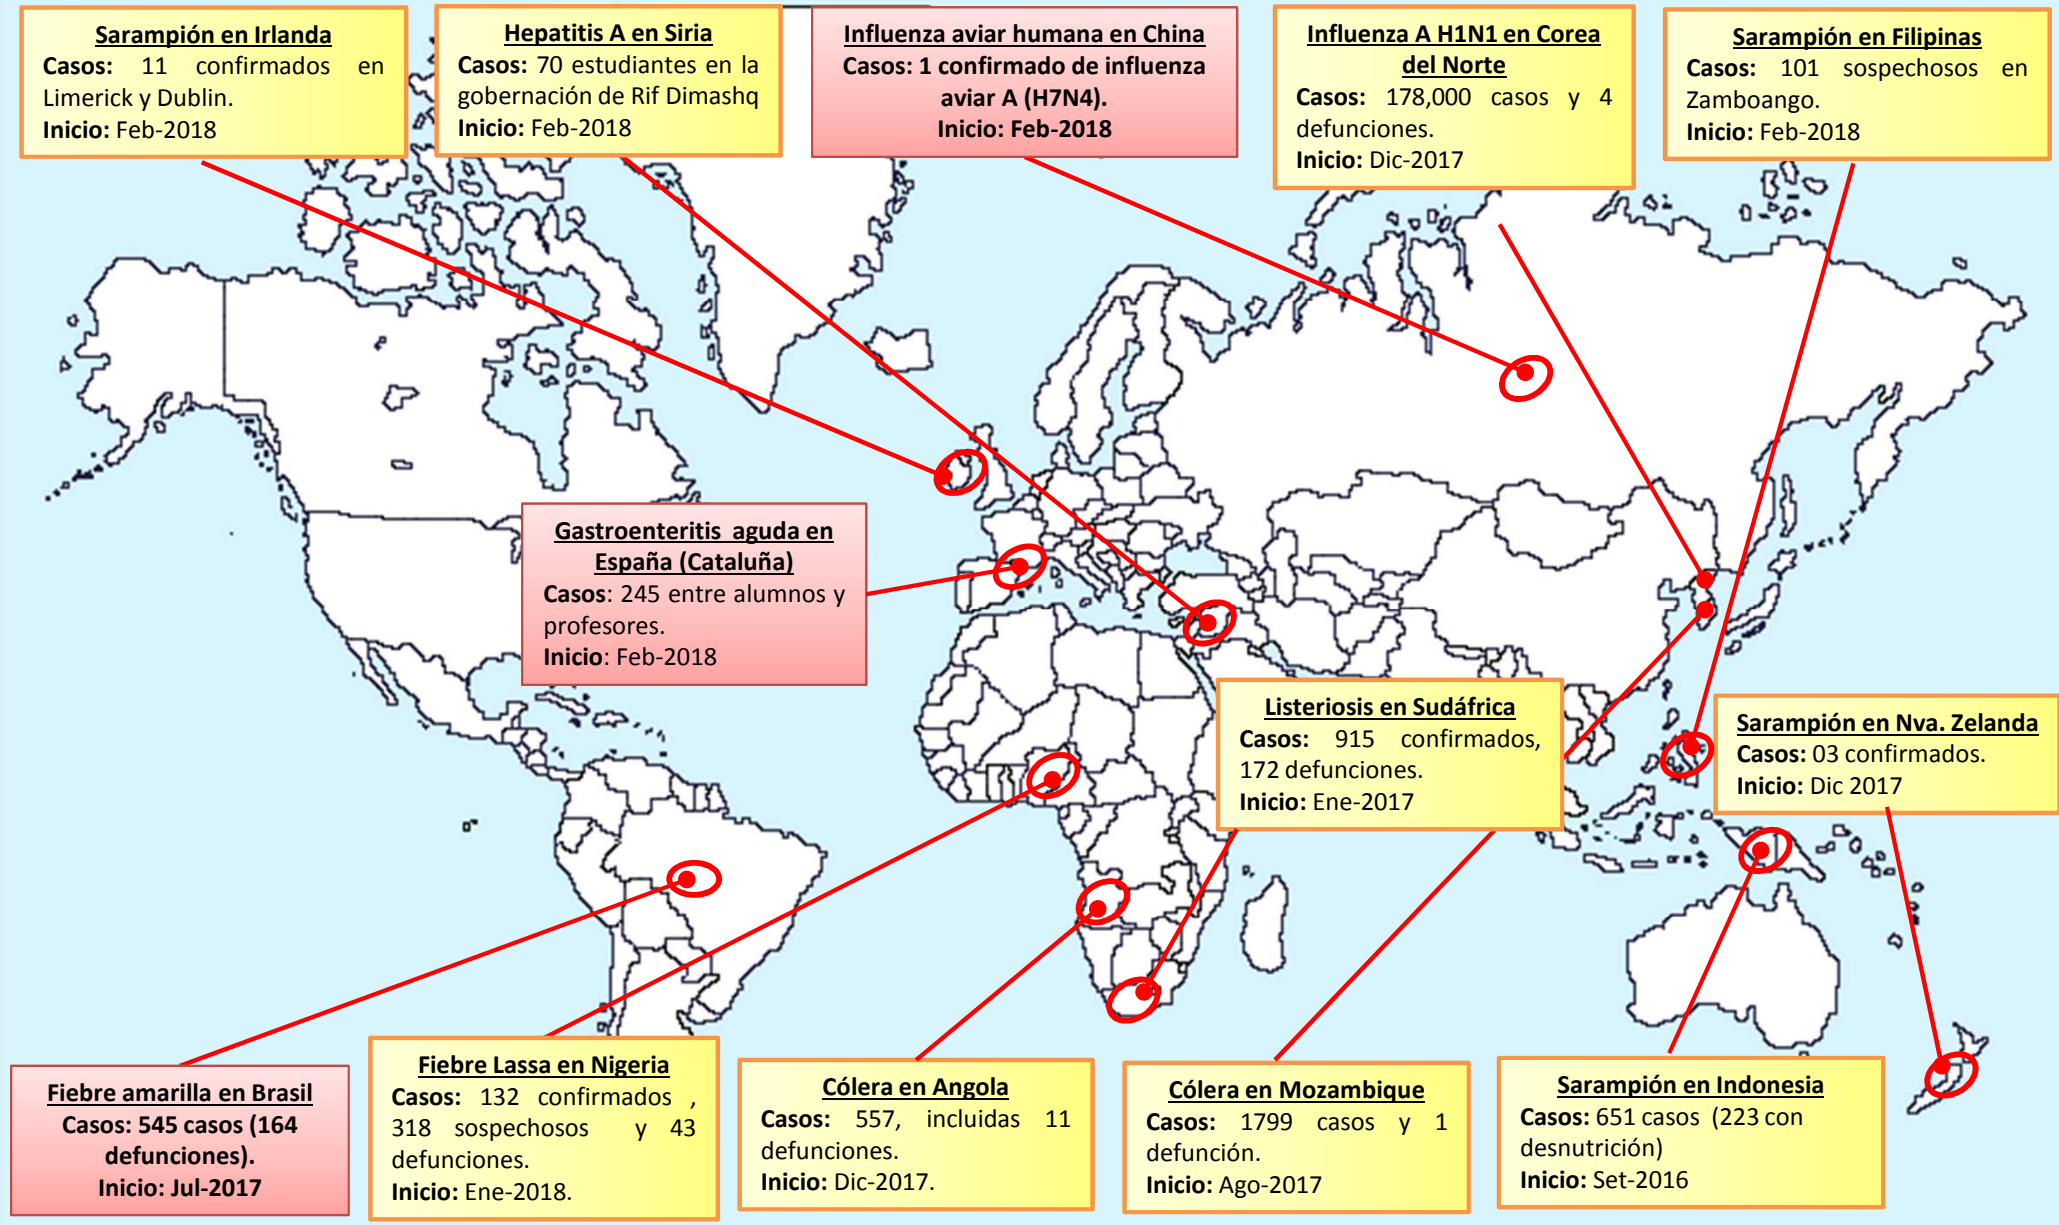 Sarampión en Irlanda
Casos: 11 confirmados en
Limerick y Dublin.
Inicio: Feb-2018
Hepatitis A en Siria
Casos: 70 estudiantes en la
gobernación de Rif Dimashq
Inicio: Feb-2018
Influenza aviar humana en China
Casos: 1 confirmado de influenza
aviar A (H7N4).
Inicio: Feb-2018
Influenza A H1N1 en Corea
del Norte
Casos: 178,000 casos y 4
defunciones.
Inicio: Dic-2017
Sarampión en Filipinas
Casos: 101 sospechosos en
Zamboango.
Inicio: Feb-2018
Gastroenteritis aguda en
España (Cataluña)
Casos: 245 entre alumnos y
profesores.
Inicio: Feb-2018
Listeriosis en Sudáfrica
Casos: 915 confirmados,
172 defunciones.
Inicio: Ene-2017
Sarampión en Nva. Zelanda
Casos: 03 confirmados.
Inicio: Dic 2017
Fiebre amarilla en Brasil
Casos: 545 casos (164
defunciones).
Inicio: Jul-2017
Fiebre Lassa en Nigeria
Casos: 132 confirmados ,
318 sospechosos y 43
defunciones.
Inicio: Ene-2018.
Cólera en Angola
Casos: 557, incluidas 11
defunciones.
Inicio: Dic-2017.
Cólera en Mozambique
Casos: 1799 casos y 1
defunción.
Inicio: Ago-2017
Sarampión en Indonesia
Casos: 651 casos (223 con
desnutrición)
Inicio: Set-2016